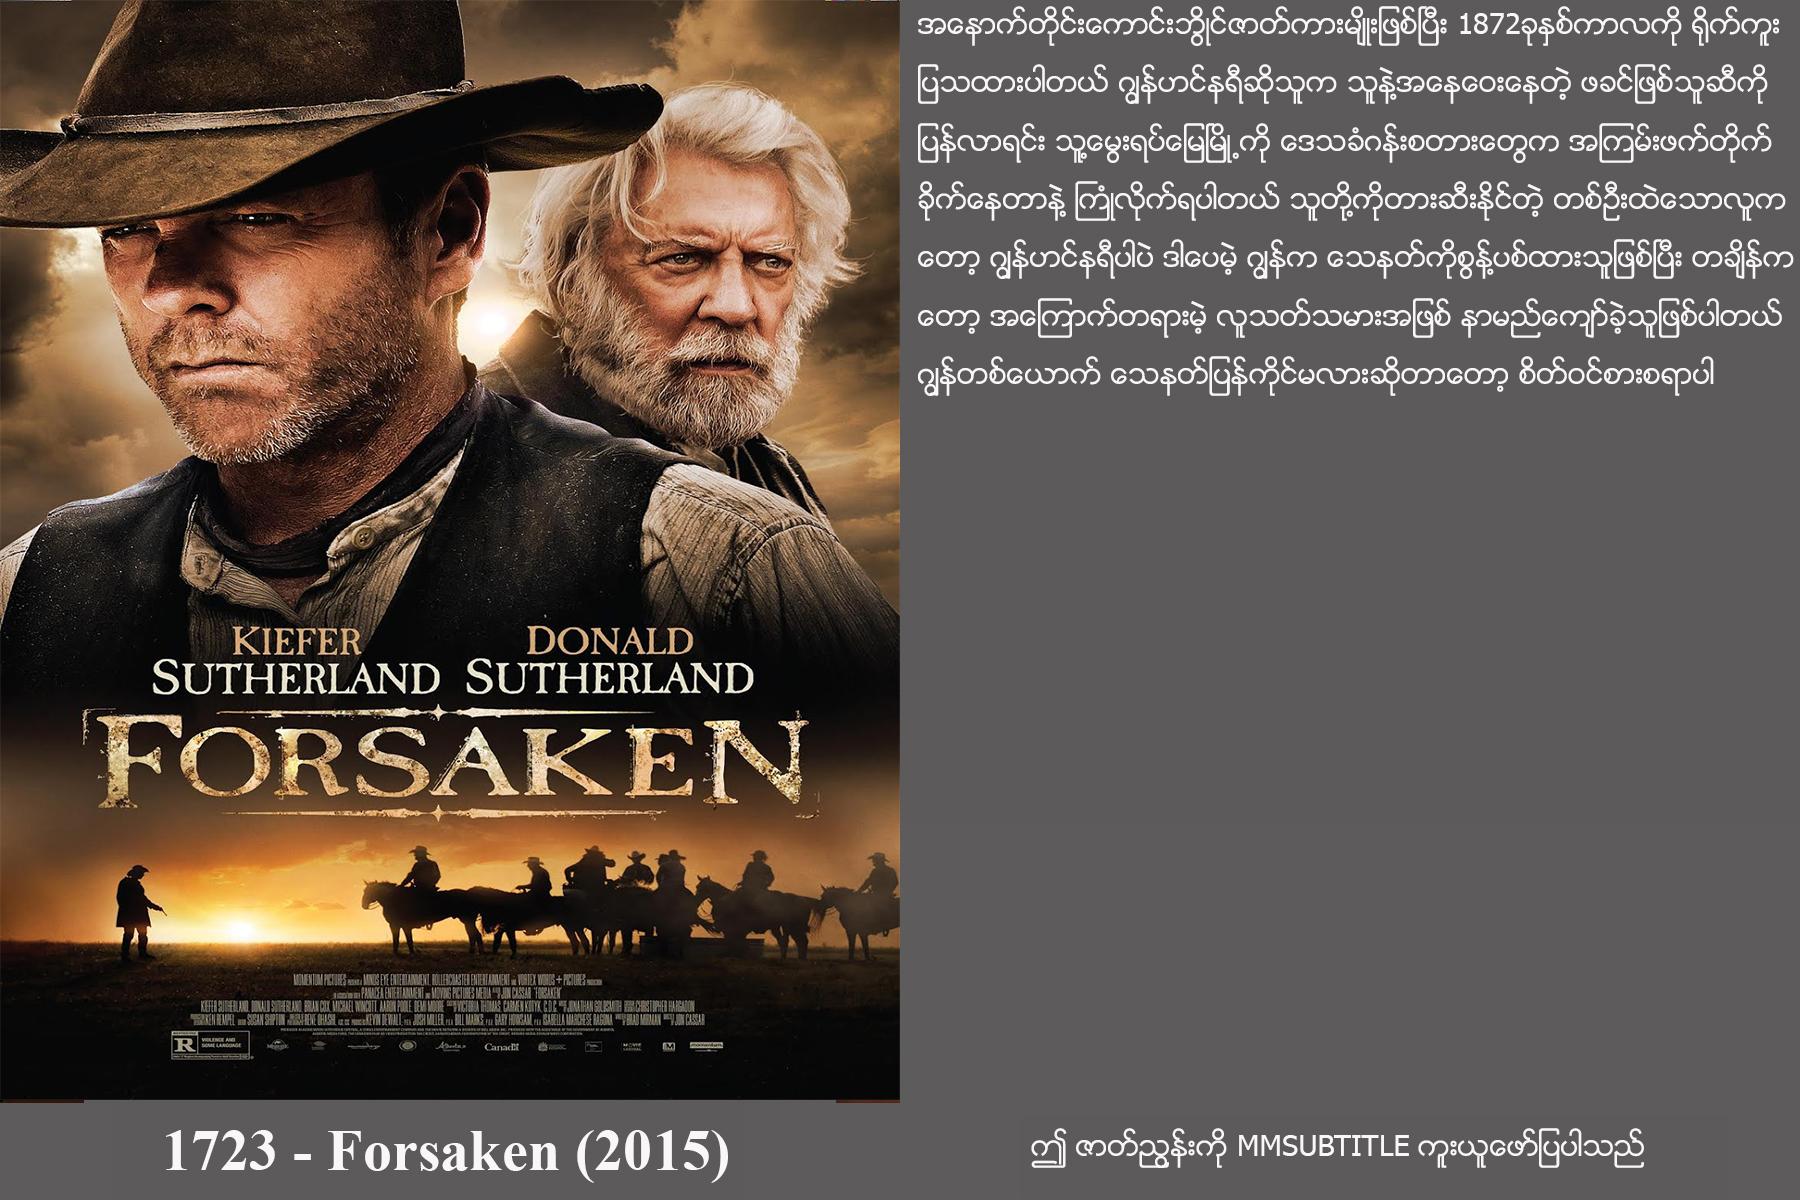 အနောက်တိုင်းကောင်းဘွိုင်ဇာတ်ကားမျိုးဖြစ်ပြီး 1872ခုနှစ်ကာလကို ရိုက်ကူး
ပြသထားပါတယ် ဂျွန်ဟင်နရီဆိုသူက သူနဲ့အနေဝေးနေတဲ့ ဖခင်ဖြစ်သူဆီကို
ပြန်လာရင်း သူ့မွေးရပ်မြေမြို့ကို ဒေသခံဂန်းစတားတွေက အကြမ်းဖက်တိုက်
ခိုက်နေတာနဲ့ ကြုံလိုက်ရပါတယ် သူတို့ကိုတားဆီးနိုင်တဲ့ တစ်ဦးထဲသောလူက
တော့ ဂျွန်ဟင်နရီပါပဲ ဒါပေမဲ့ ဂျွန်က သေနတ်ကိုစွန့်ပစ်ထားသူဖြစ်ပြီး တချိန်က
တော့ အကြောက်တရားမဲ့ လူသတ်သမားအဖြစ် နာမည်ကျော်ခဲ့သူဖြစ်ပါတယ်
ဂျွန်တစ်ယောက် သေနတ်ပြန်ကိုင်မလားဆိုတာတော့ စိတ်ဝင်စားစရာပါ
KIEFER SUTHERLAND
DONALD SUTHERLAND
FORSAKEN
R
VIOLENCE AND
SOME LANGUAGE
Canada
1723 - Forsaken (2015)
ဤ ဇာတ်ညွှန်းကို MMSUBTITLE ကူးယူဖော်ပြပါသည်